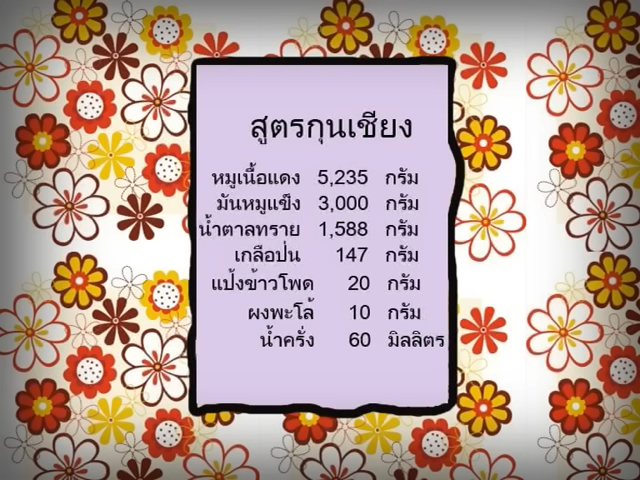 สูตรกุนเชียง
หมูเนื้อแดง 5,235 กรัม
มันหมูแข็ง 3,000 กรัม
น้ำตาลทราย 1,588 กรัม
เกลือป่น 147 กรัม
แป้งข้าวโพด 20 กรัม
ผงพะโล้ 10 กรัม
น้ำครั่ง 60 มิลลิตร